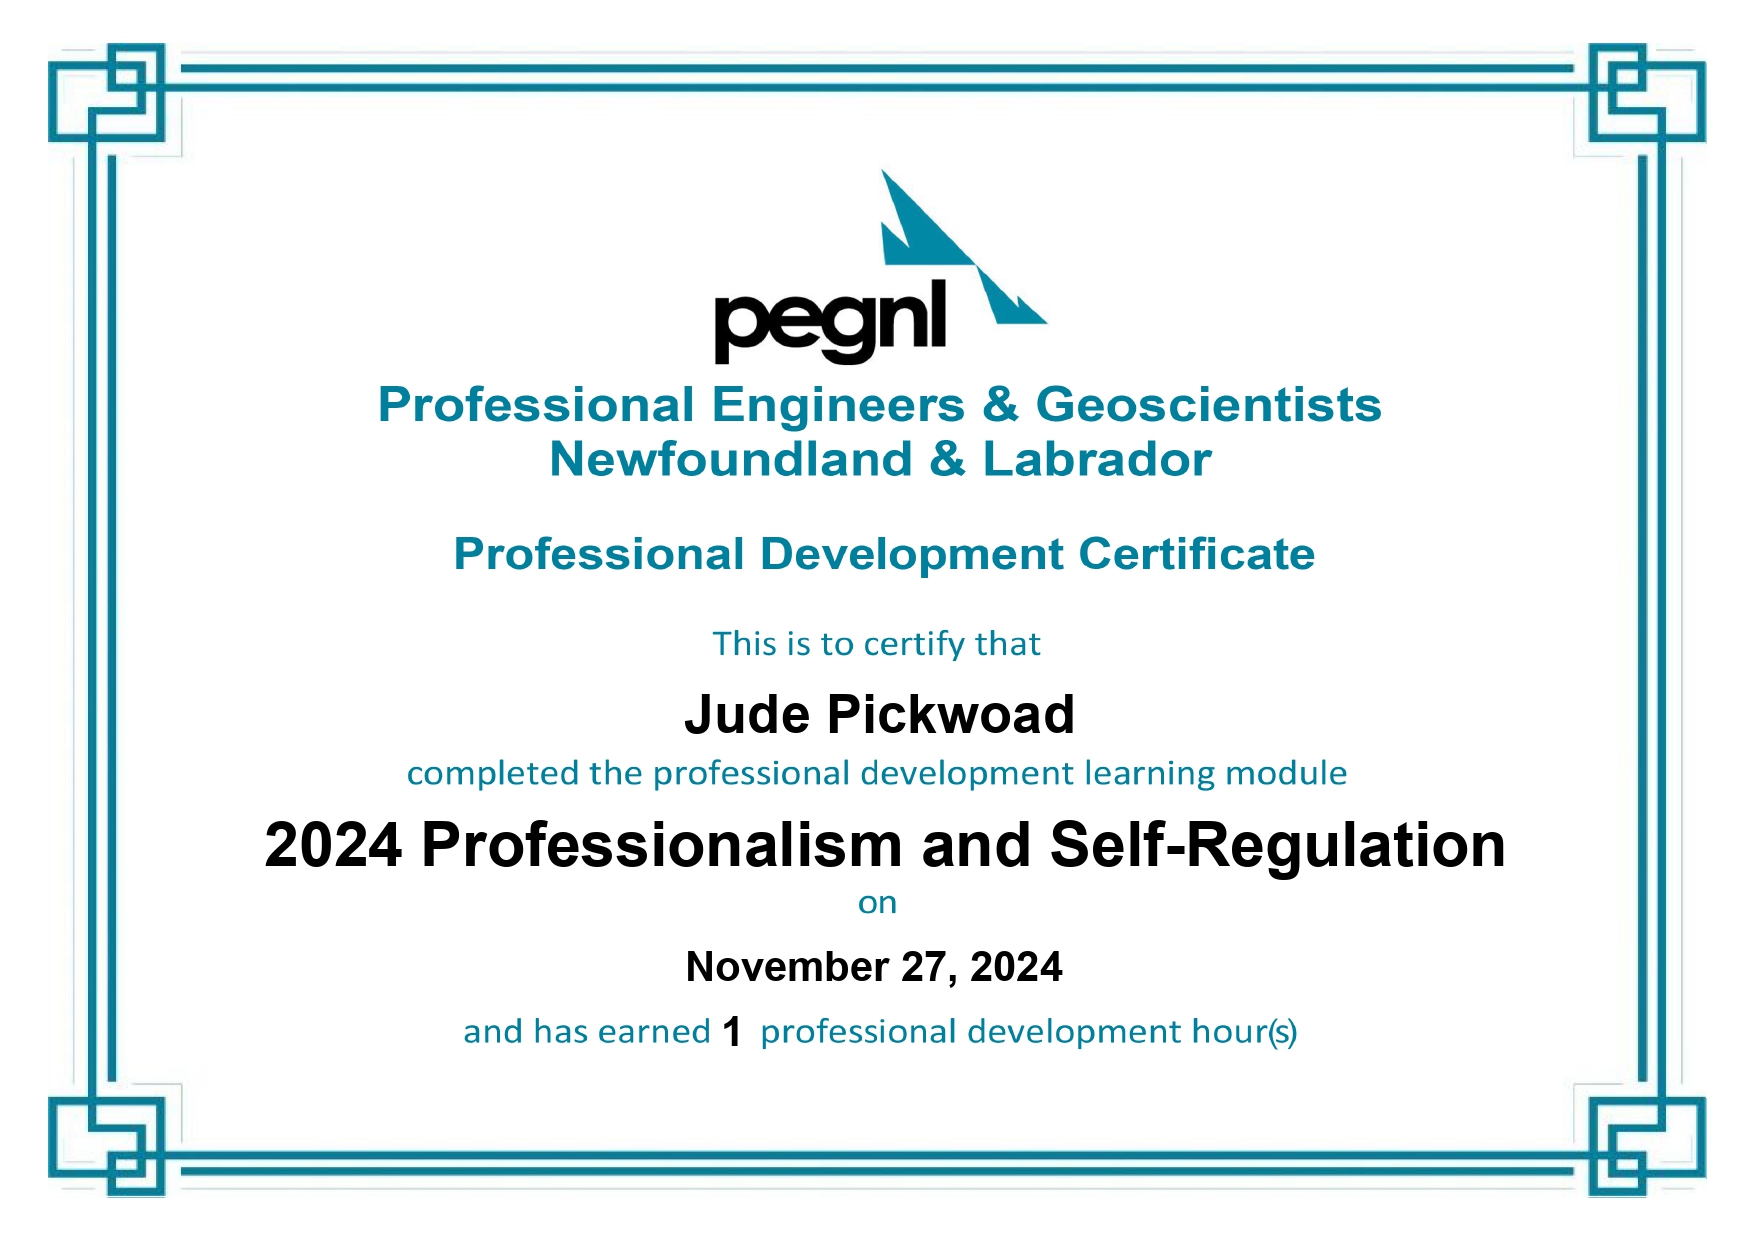 pegnl
Professional Engineers & Geoscientists
Newfoundland & Labrador
Professional Development Certificate
This is to certify that
Jude Pickwoad
completed the professional development learning module
2024 Professionalism and Self-Regulation
on
November 27, 2024
and has earned 1 professional development hour(s)